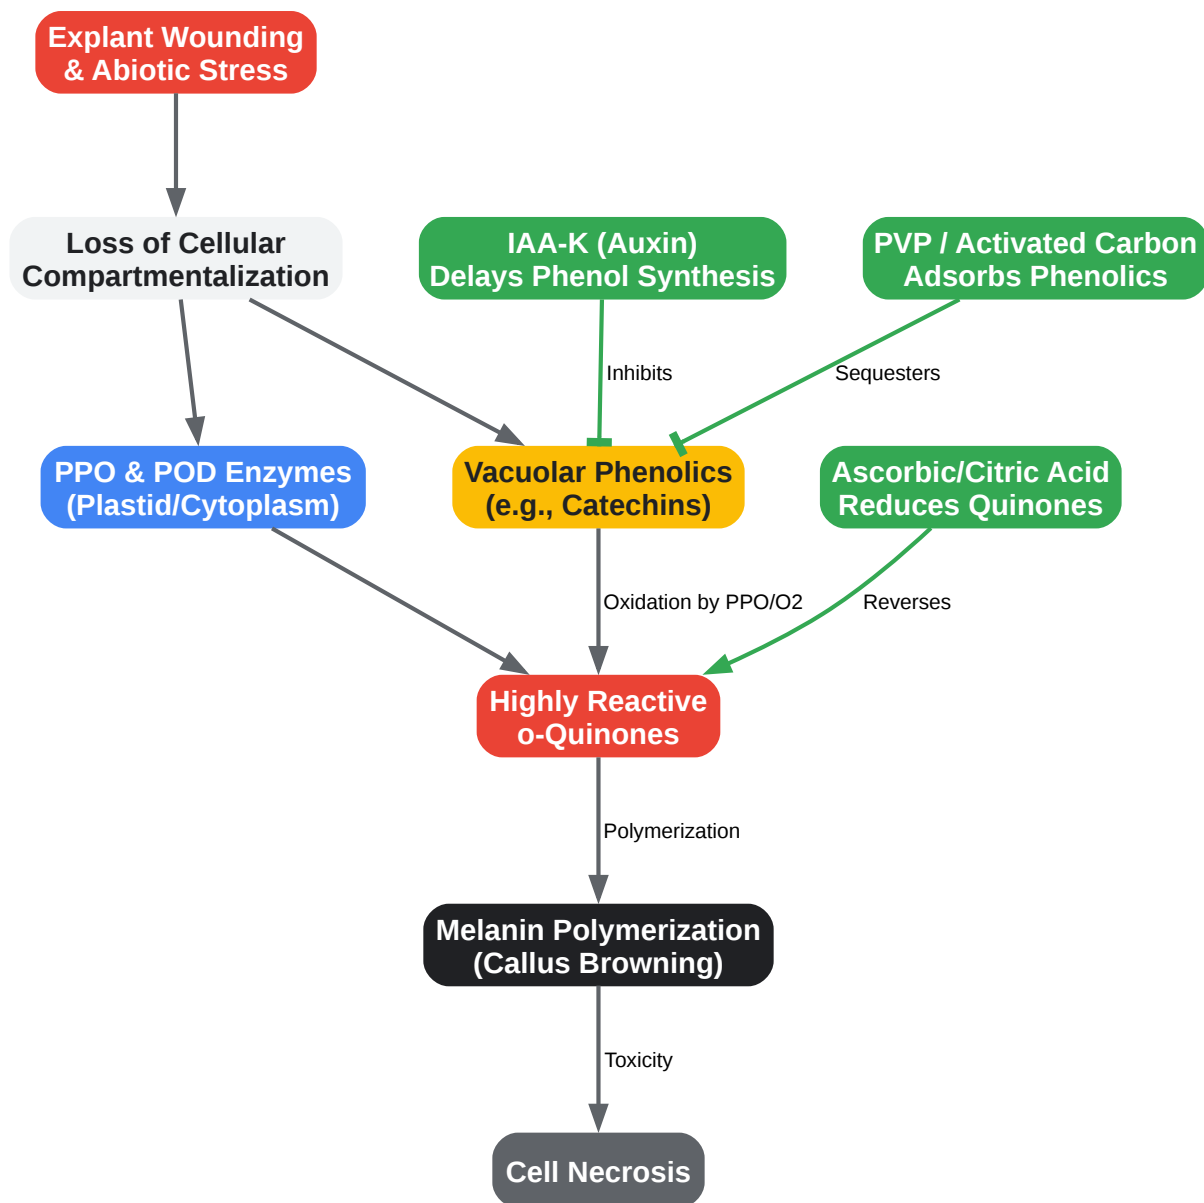 Explant Wounding
& Abiotic Stress
Loss of Cellular
Compartmentalization
IAA-K (Auxin)
Delays Phenol Synthesis
PVP / Activated Carbon
Adsorbs Phenolics
Inhibits
Sequesters
PPO & POD Enzymes
(Plastid/Cytoplasm)
Vacuolar Phenolics
(e.g., Catechins)
Ascorbic/Citric Acid
Reduces Quinones
Oxidation by PPO/O2
Reverses
Highly Reactive
o-Quinones
Polymerization
Melanin Polymerization
(Callus Browning)
Toxicity
Cell Necrosis